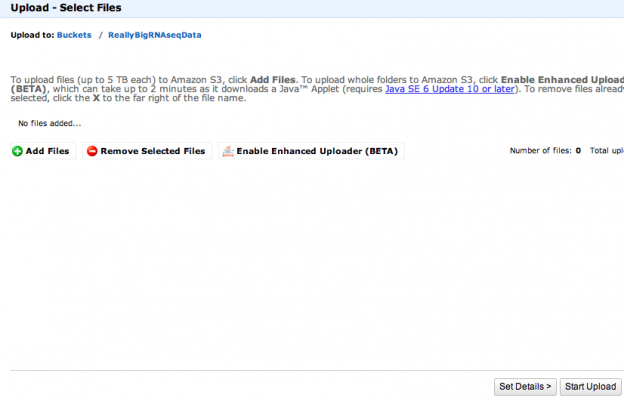 Upload - Select Files
Upload to: Buckets / ReallyBigRNAseqData
To upload files (up to 5 TB each) to Amazon S3, click Add Files. To upload whole folders to Amazon S3, click Enable Enhanced
(BETA), which can take up to 2 minutes as it downloads a Java™ Applet (requires Java SE 6 Update 10 or later). To remove files
selected, click the X to the far right of the file name.
No files added...
Add Files Remove Selected Files Enable Enhanced Uploader (BETA) Number of files: 0 Total
Set Details > Start Upload